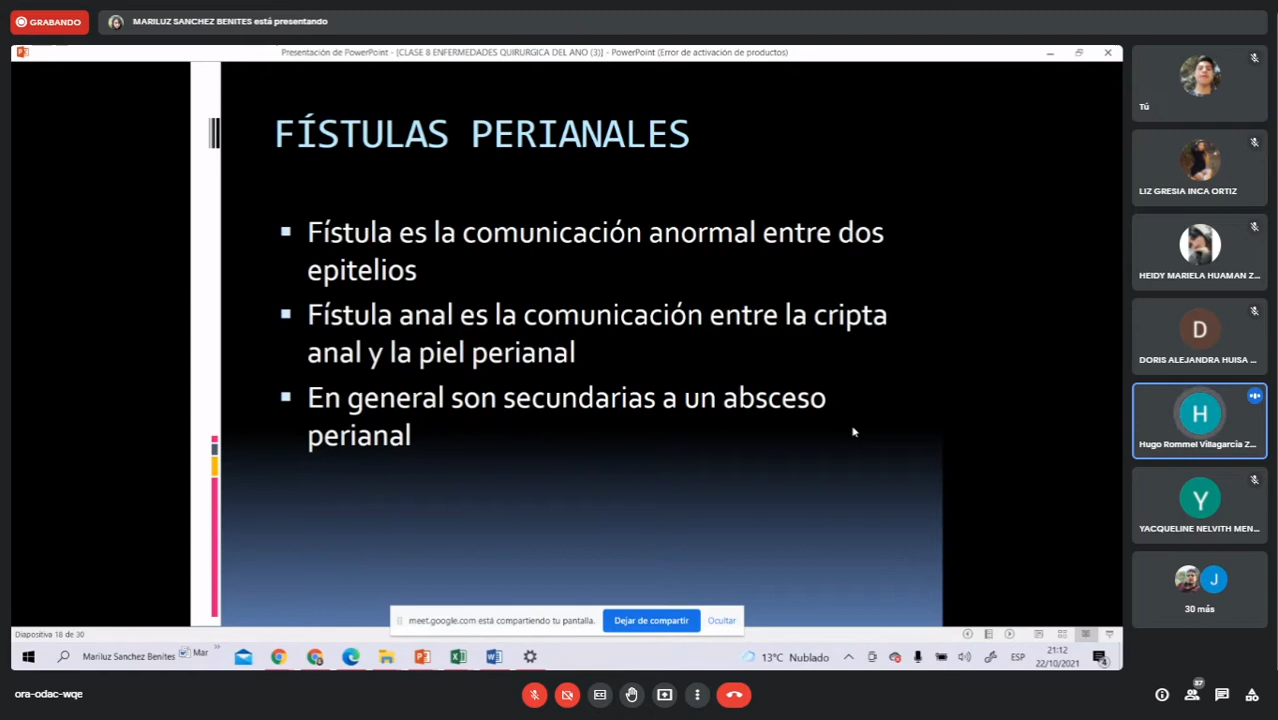 GRABANDO
MARILUZ SANCHEZ BENITES está presentando
Presentación de PowerPoint - [CLASE 8 ENFERMEDADES QUIRURGICA DEL ANO (3)] - PowerPoint (Error de activación de productos)
FÍSTULAS PERIANALES
Fístula es la comunicación anormal entre dos
epitelios
Fístula anal es la comunicación entre la cripta
anal y la piel perianal
En general son secundarias a un absceso
perianal
meet.google.com está compartiendo tu pantalla.
Dejar de compartir
Ocultar
Diapositiva 18 de 30
Mariluz Sanchez Benites
Mar
13°C Nublado
ESP
21:12
22/10/2021
4
Tú
LIZ GRESIA INCA ORTIZ
HEIDY MARIELA HUAMAN Z...
D
DORIS ALEJANDRA HUISA ...
H
Hugo Rommel Villagarcia Z...
Y
YACQUELINE NELVITH MEN...
J
30 más
ora-odac-wqe
37